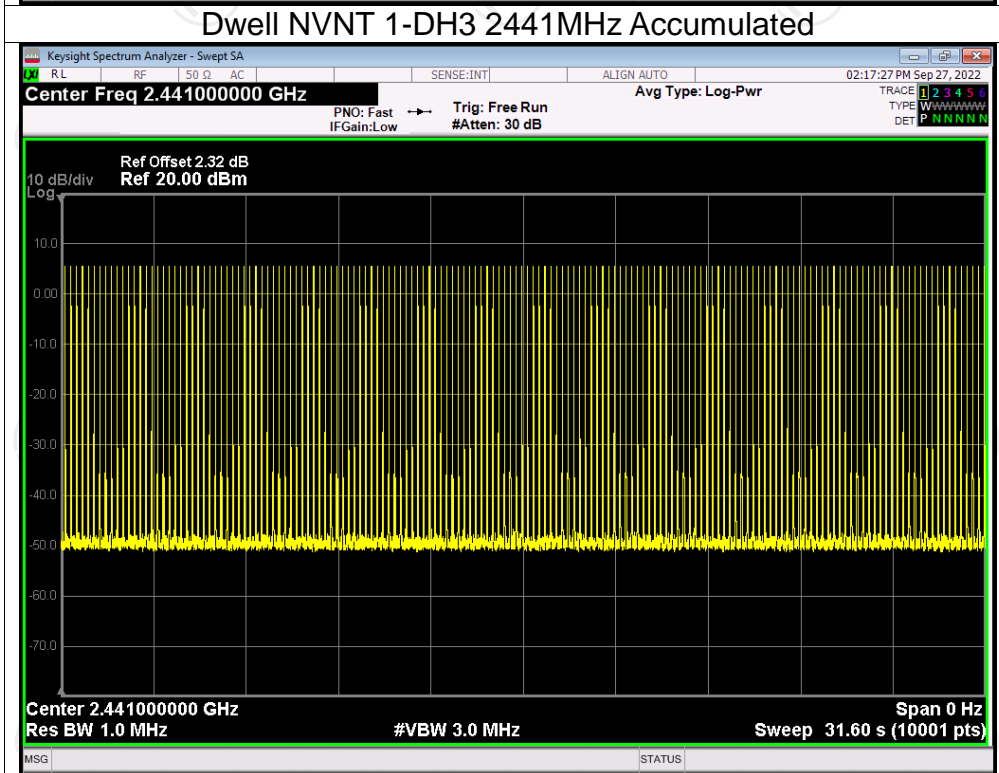 Dwell NVNT 1-DH3 2441MHz Accumulated
Keysight Spectrum Analyzer - Swept SA
LXI RL RF 50 Ω AC SENSE:INT ALIGN AUTO 02:17:27 PM Sep 27, 2022
Center Freq 2.441000000 GHz Avg Type: Log-Pwr TRACE 1 2 3 4 5 6
PNO: Fast Trig: Free Run TYPE WWWWWW
IFGain:Low #Atten: 30 dB DET P N N N N N
Ref Offset 2.32 dB
10 dB/div Ref 20.00 dBm
Log
10.0
0.00
-10.0
-20.0
-30.0
-40.0
-50.0
-60.0
-70.0
Center 2.441000000 GHz Span 0 Hz
Res BW 1.0 MHz #VBW 3.0 MHz Sweep 31.60 s (10001 pts)
MSG STATUS